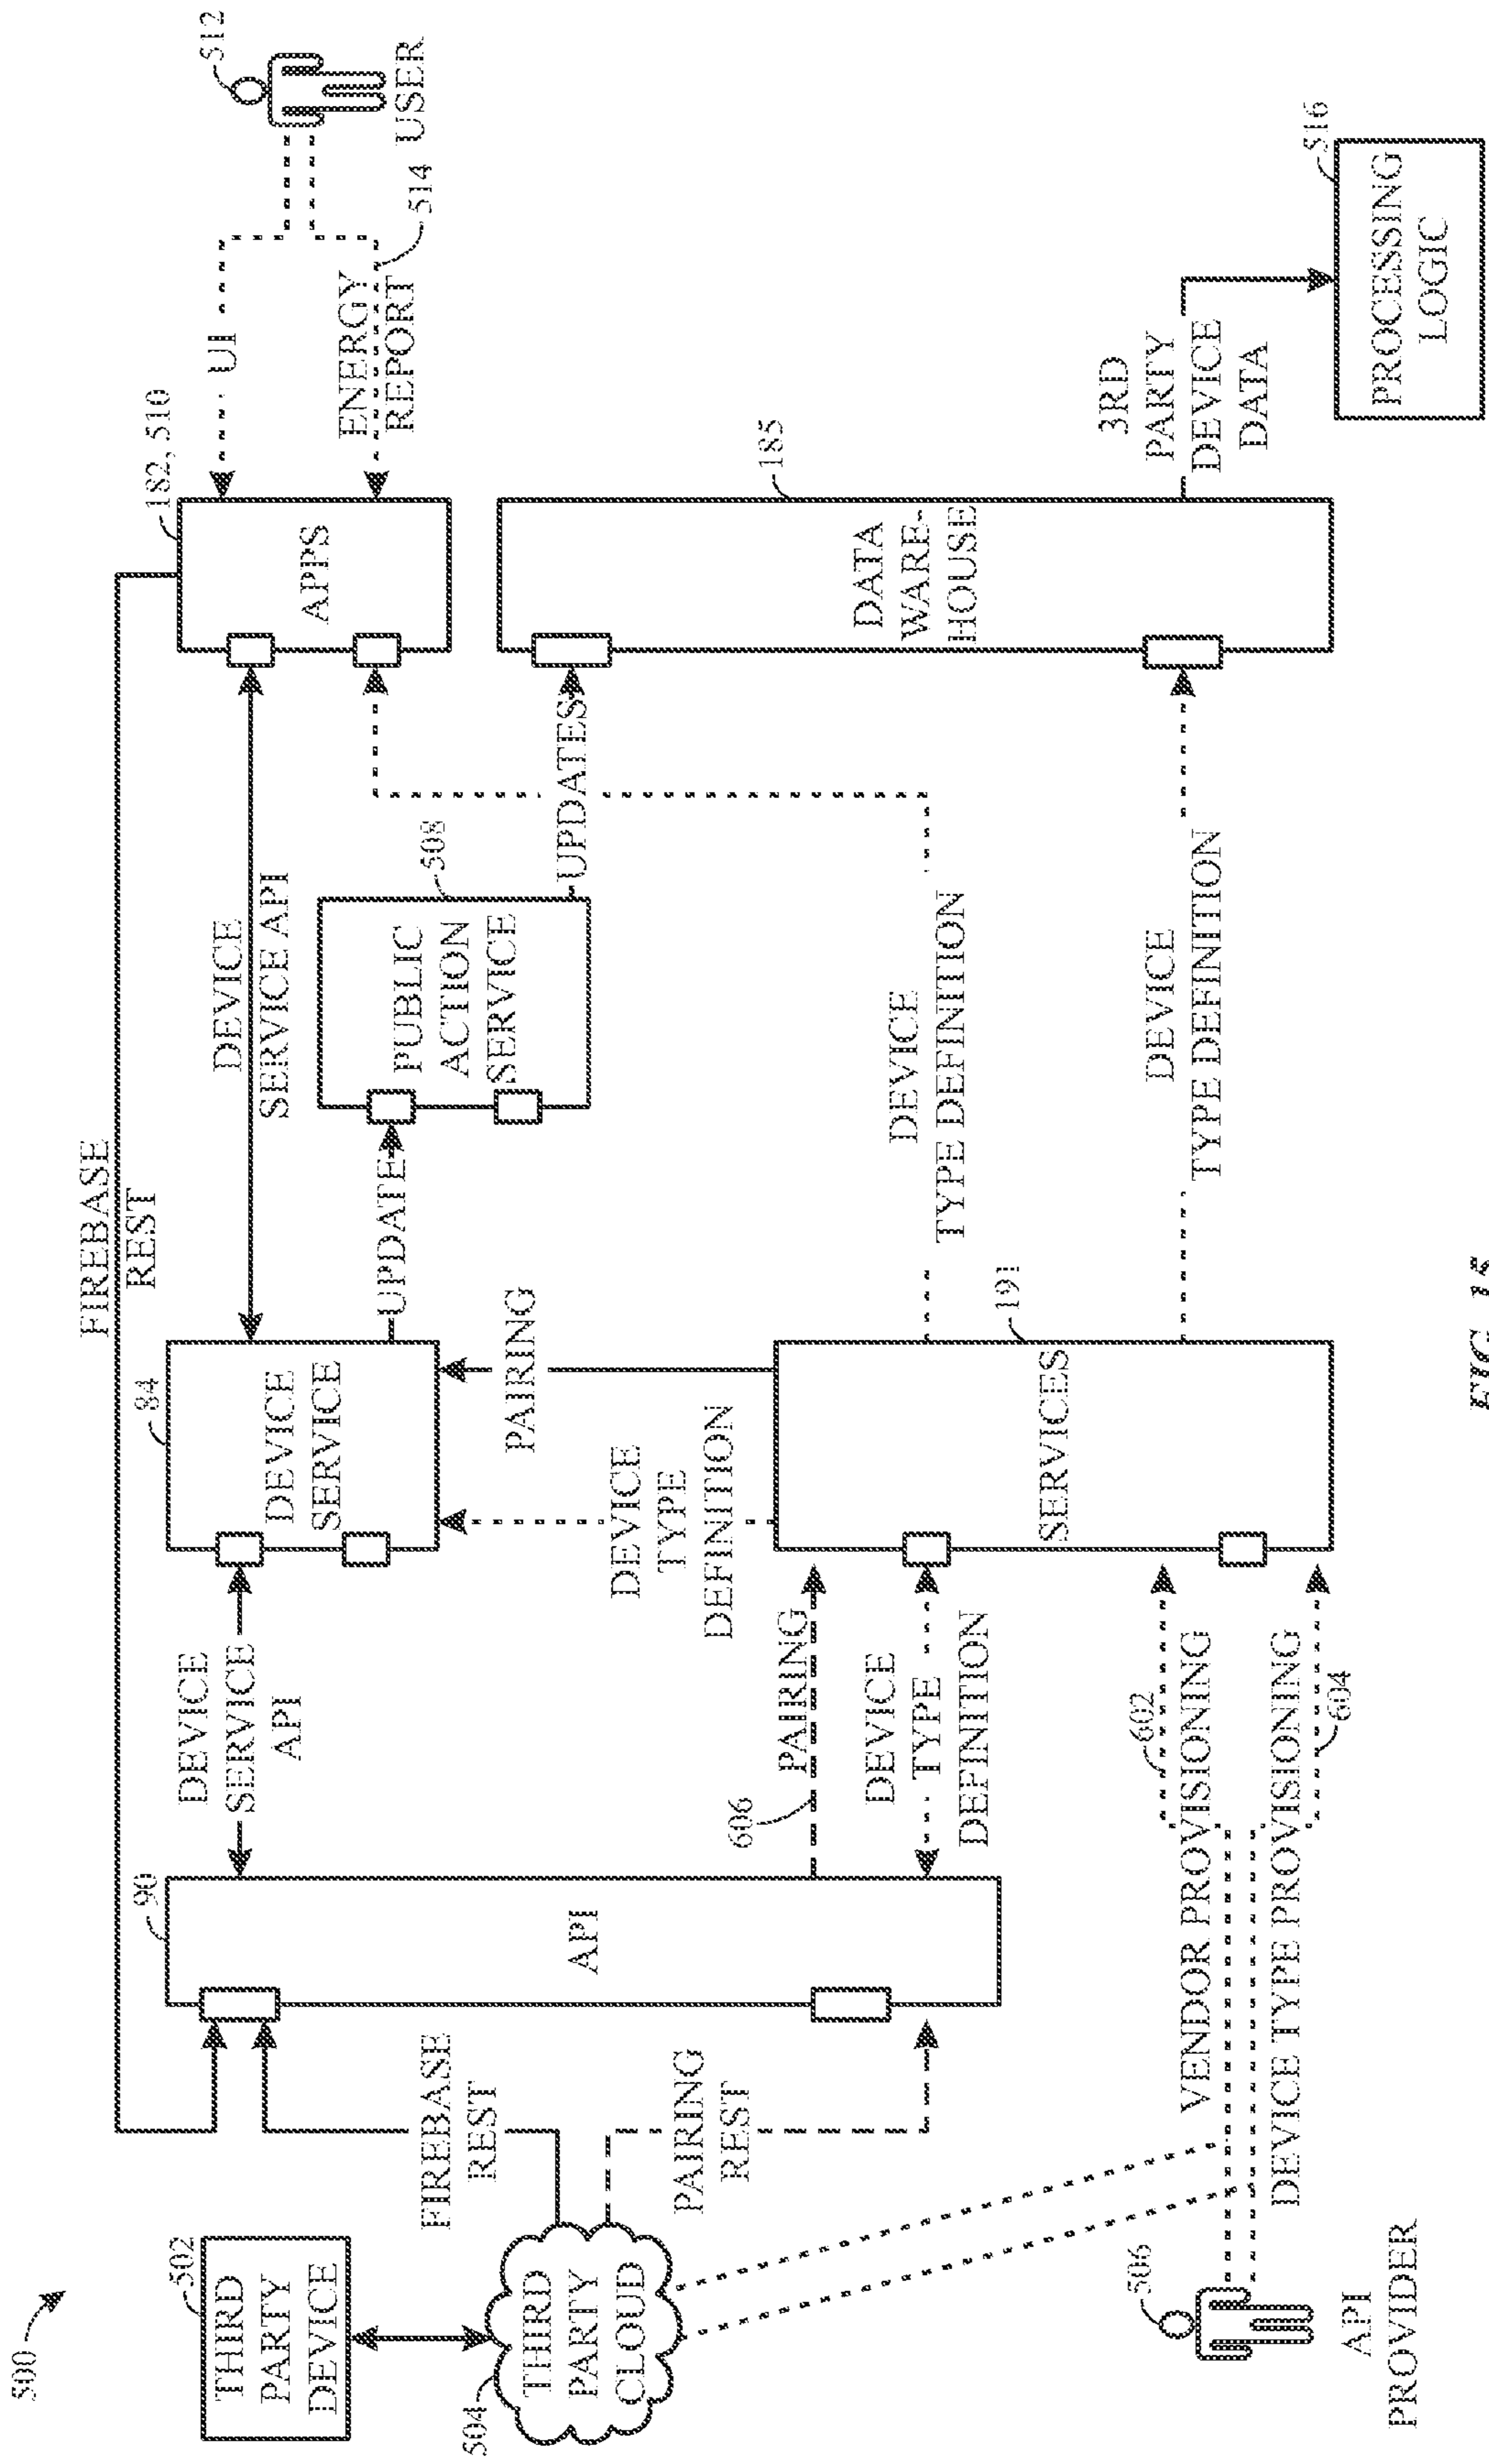 500
FIREBASE
REST
502
THIRD
PARTY
DEVICE
504
THIRD
PARTY
CLOUD
FIREBASE
REST
PAIRING
REST
506
API
PROVIDER
90
API
DEVICE
SERVICE
API
606
PAIRING
DEVICE
TYPE
DEFINITION
602
VENDOR PROVISIONING
DEVICE TYPE PROVISIONING
604
84
DEVICE
SERVICE
DEVICE
TYPE
DEFINITION
PAIRING
191
SERVICES
UPDATE
DEVICE
SERVICE API
508
PUBLIC
ACTION
SERVICE
UPDATES
DEVICE
TYPE DEFINITION
DEVICE
TYPE DEFINITION
182, 510
APPS
185
DATA
WARE-
HOUSE
UI
ENERGY
REPORT
514
512
USER
3RD
PARTY
DEVICE
DATA
516
PROCESSING
LOGIC
FIG. 15